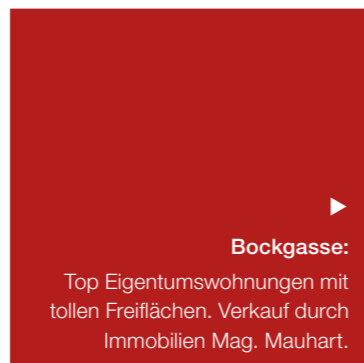 Bockgasse:
Top Eigentumswohnungen mit
tollen Freiflächen. Verkauf durch
Immobilien Mag. Mauhart.